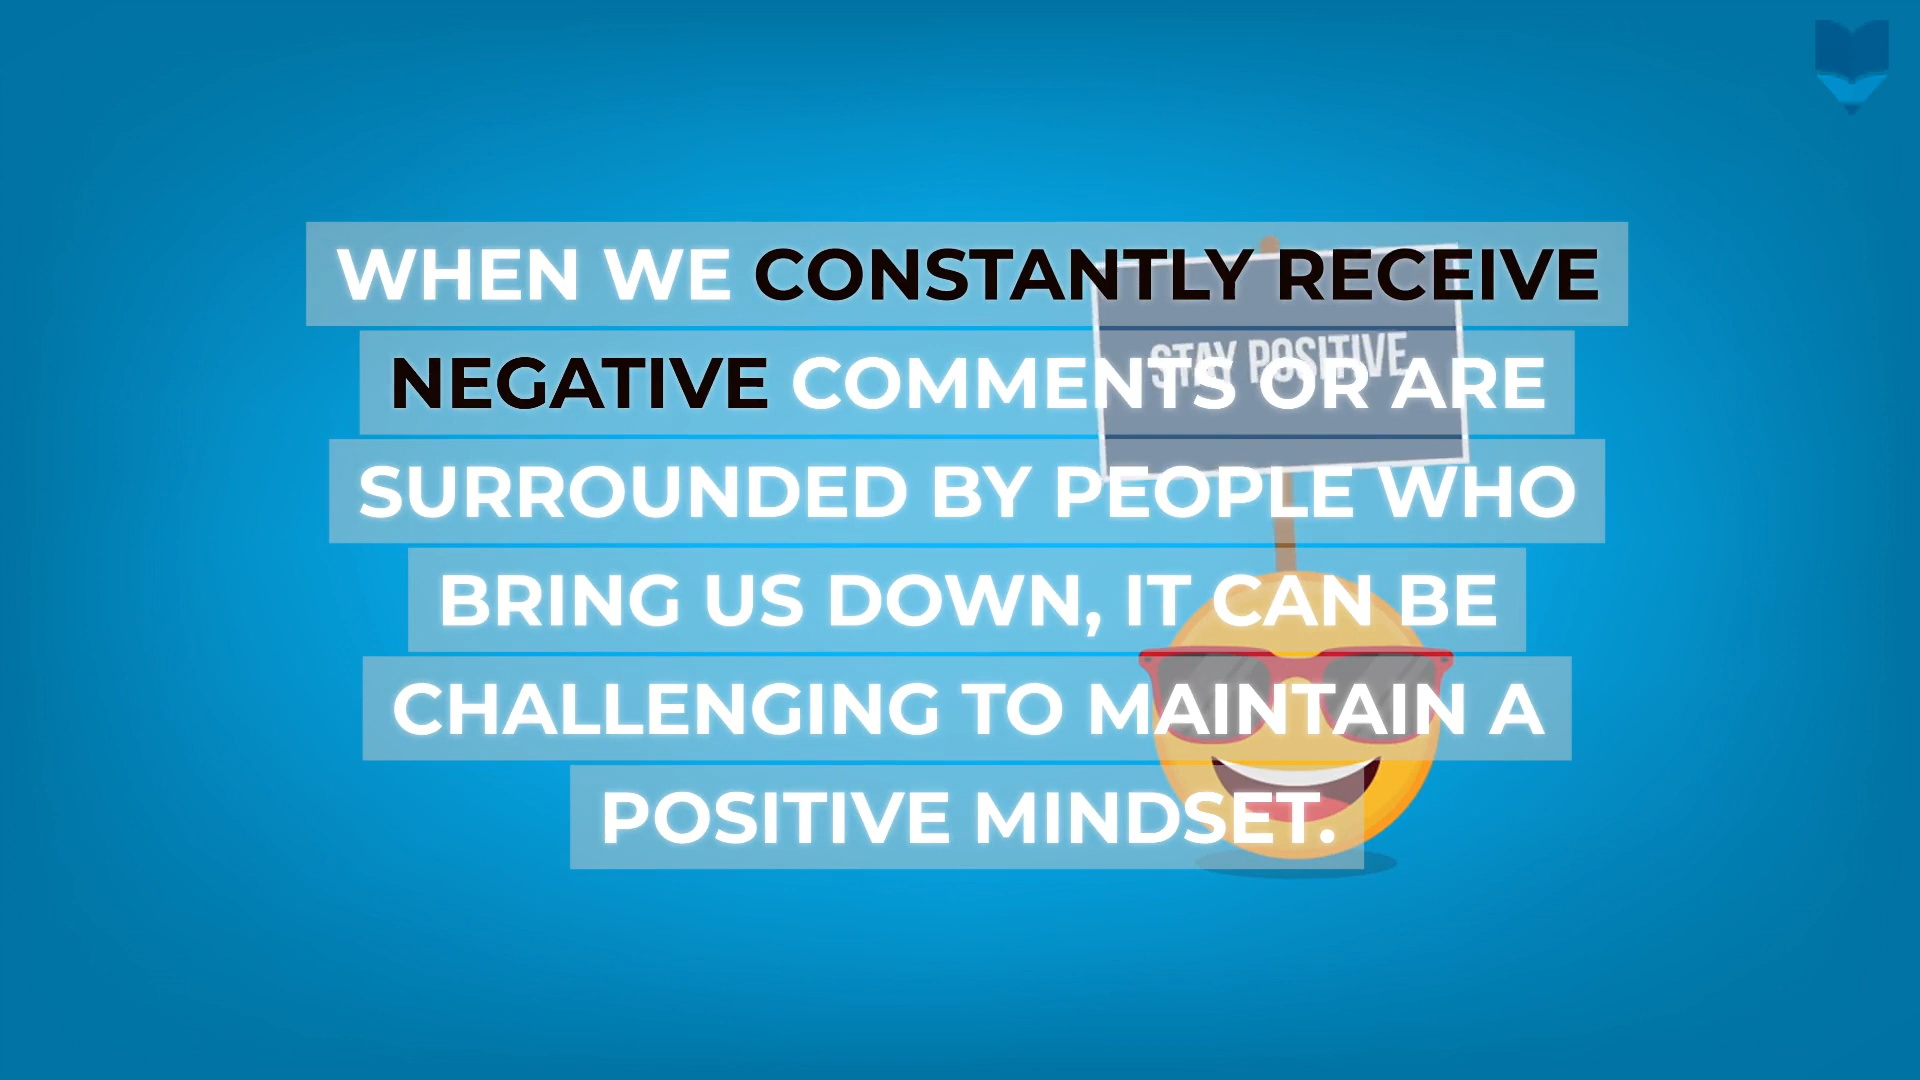 WHEN WE CONSTANTLY RECEIVE
NEGATIVE COMMENTS OR ARE
SURROUNDED BY PEOPLE WHO
BRING US DOWN, IT CAN BE
CHALLENGING TO MAINTAIN A
POSITIVE MINDSET.
STAY POSITIVE